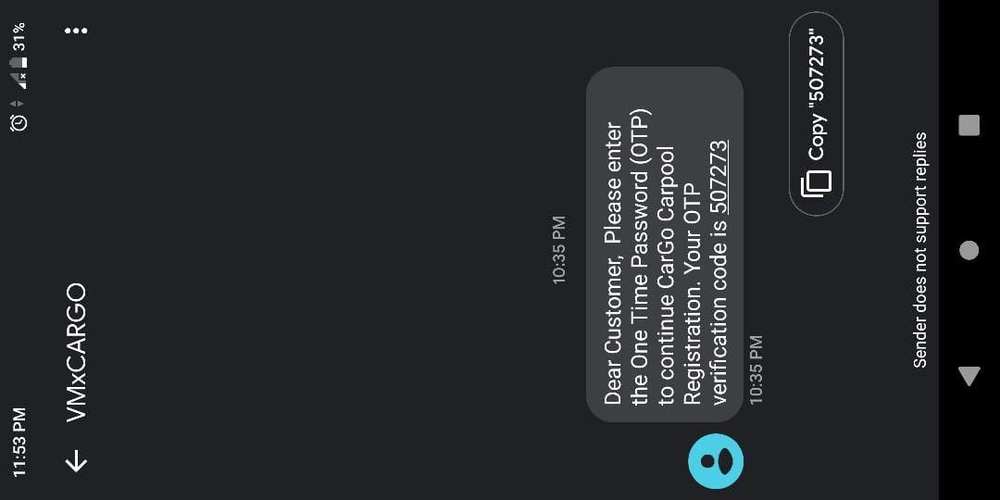 11:53 PM 31%
VMxCARGO
10:35 PM
Dear Customer,  Please enter
the One Time Password (OTP)
to continue CarGo Carpool
Registration.  Your OTP
verification code is 507273
10:35 PM
Copy "507273"
Sender does not support replies